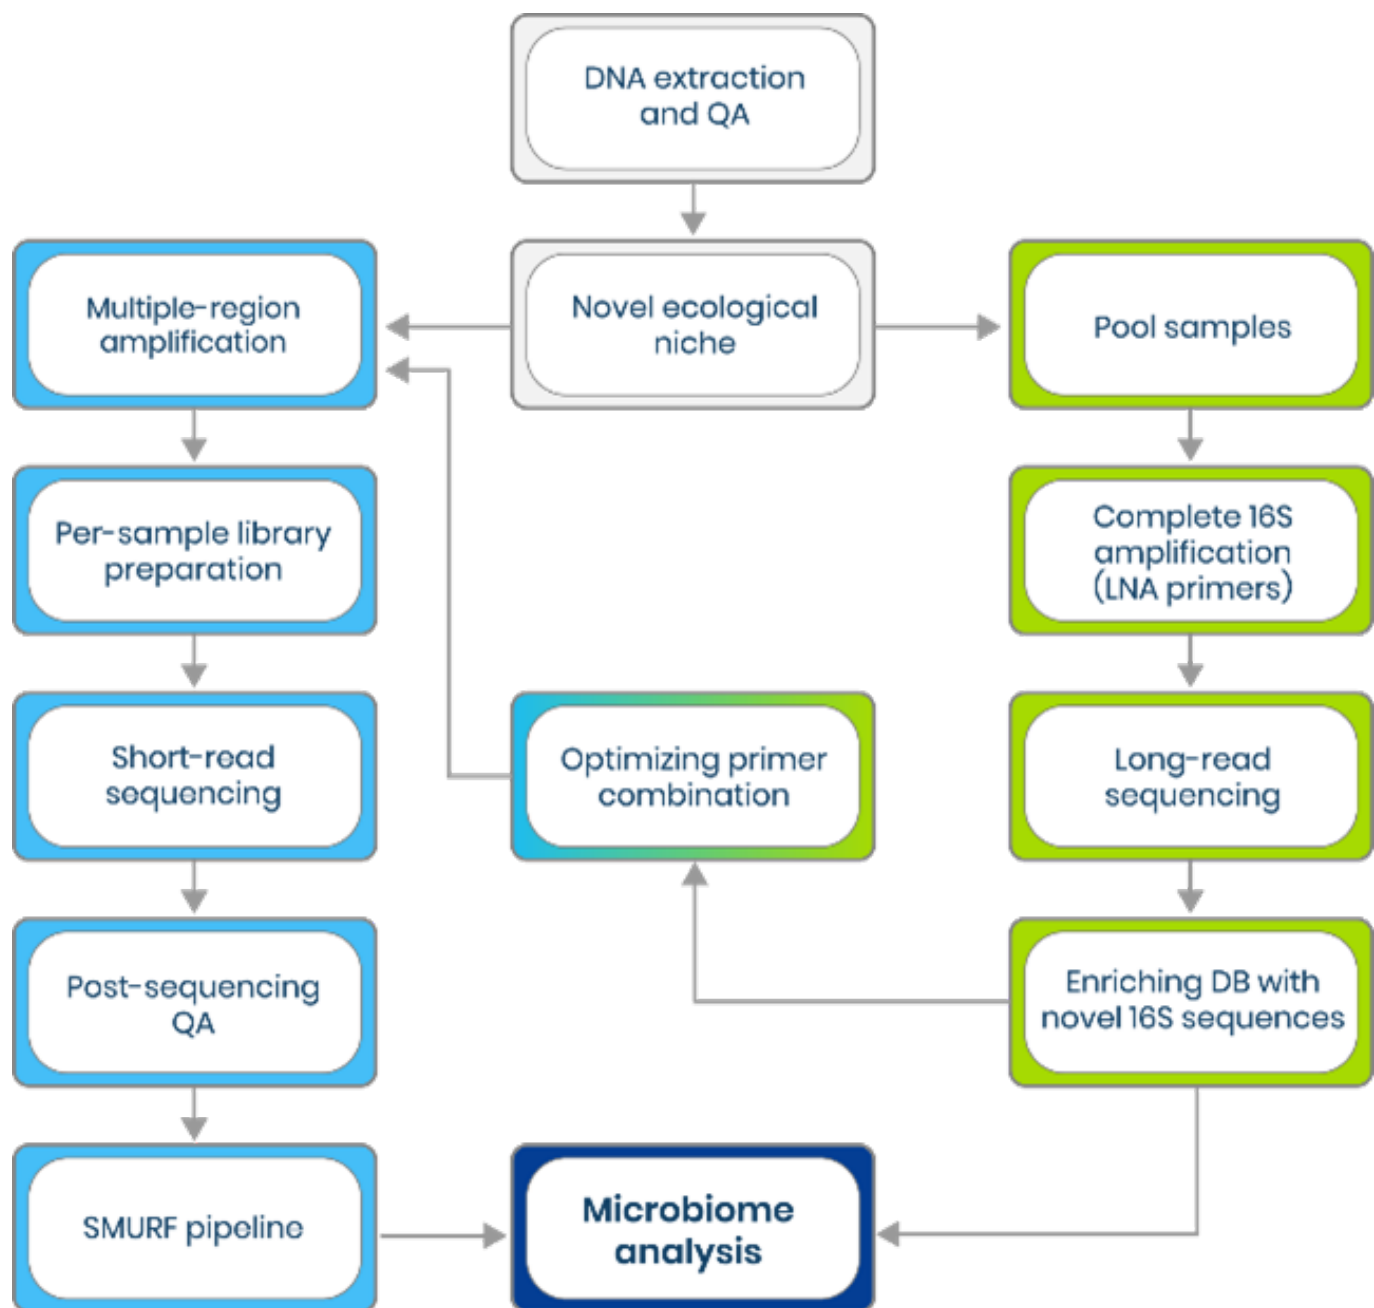 DNA extraction
and QA
Multiple-region
amplification
Novel ecological
niche
Pool samples
Per-sample library
preparation
Complete 16S
amplification
(LNA primers)
Short-read
sequencing
Optimizing primer
combination
Long-read
sequencing
Post-sequencing
QA
Enriching DB with
novel 16S sequences
SMURF pipeline
Microbiome
analysis